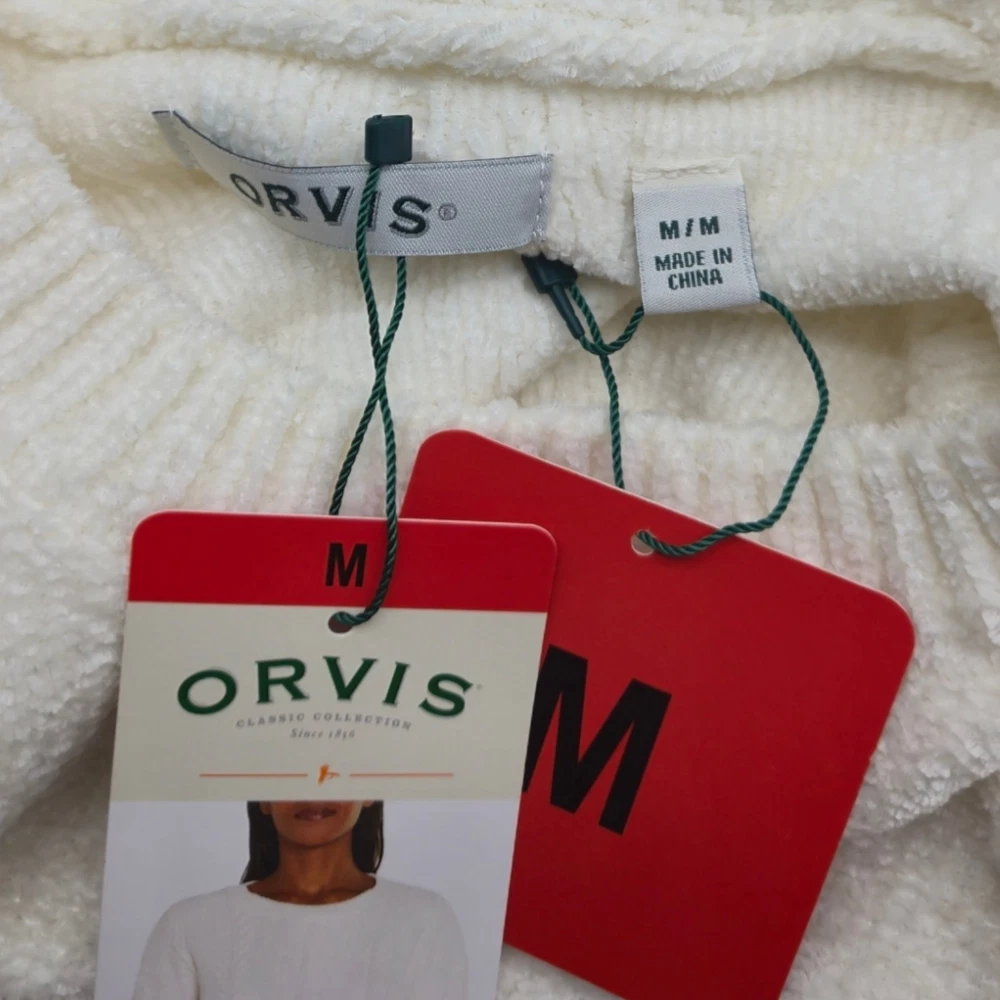 ORVIS®
M/M
MADE IN
CHINA
M
ORVIS
CLASSIC COLLECTION
Since 1856
M